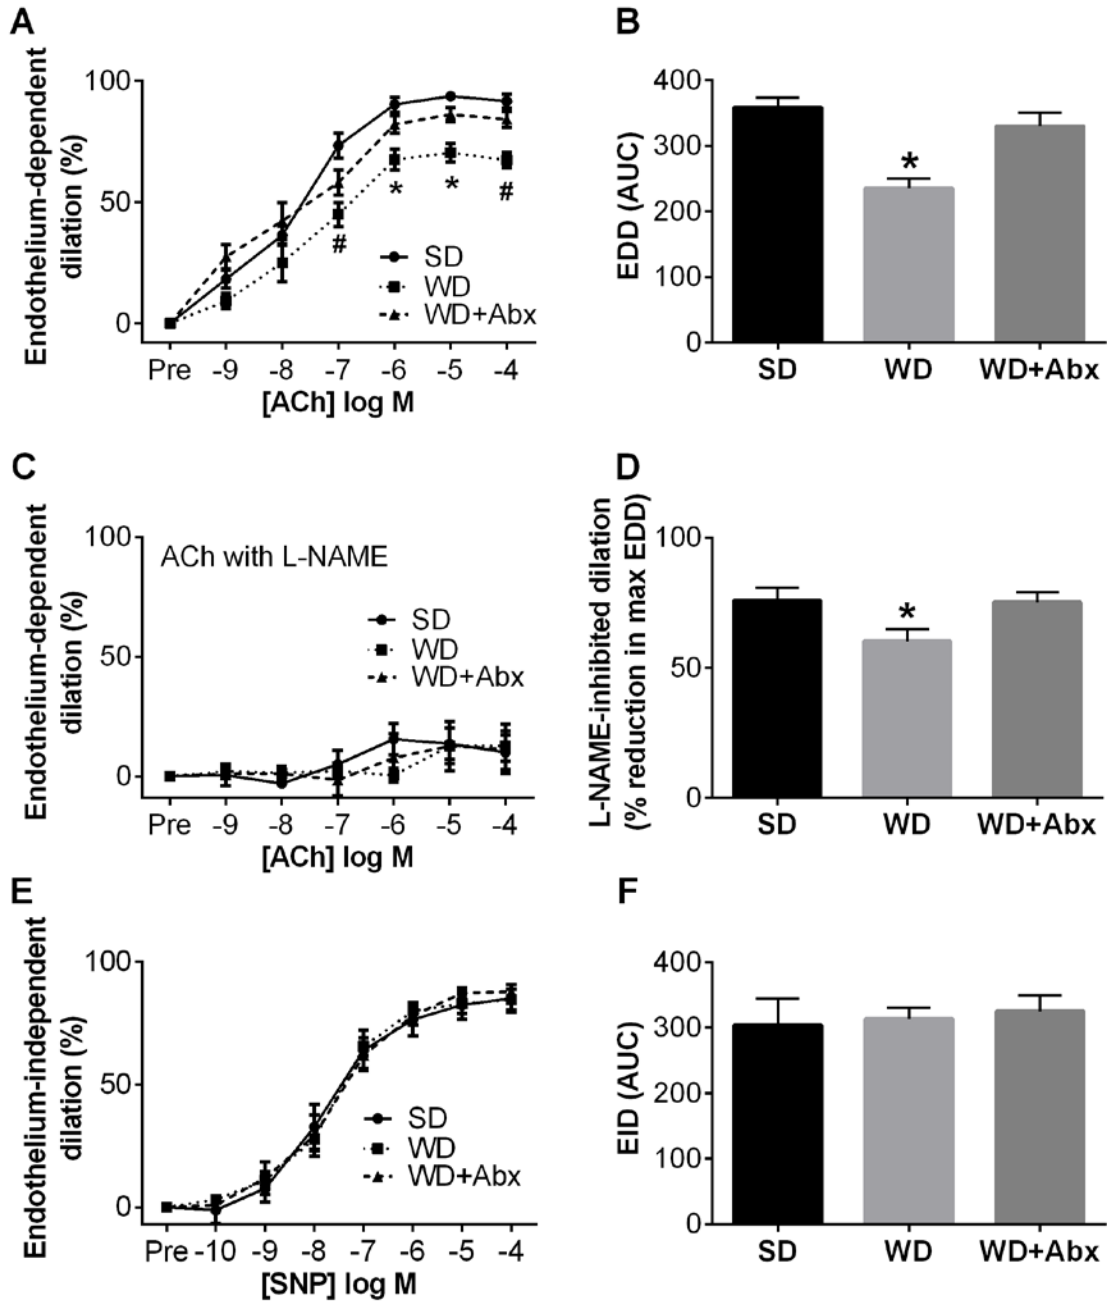 A
Endothelium-dependent
dilation (%)
100
50
0
SD
WD
WD+Abx
*
*
#
#
Pre -9 -8 -7 -6 -5 -4
[ACh] log M
B
EDD (AUC)
400
300
200
100
0
*
SD WD WD+Abx
C
Endothelium-dependent
dilation (%)
100
50
0
ACh with L-NAME
SD
WD
WD+Abx
Pre -9 -8 -7 -6 -5 -4
[ACh] log M
D
L-NAME-inhibited dilation
(% reduction in max EDD)
100
50
0
*
SD WD WD+Abx
E
Endothelium-independent
dilation (%)
100
50
0
SD
WD
WD+Abx
Pre -10 -9 -8 -7 -6 -5 -4
[SNP] log M
F
EID (AUC)
400
300
200
100
0
SD WD WD+Abx